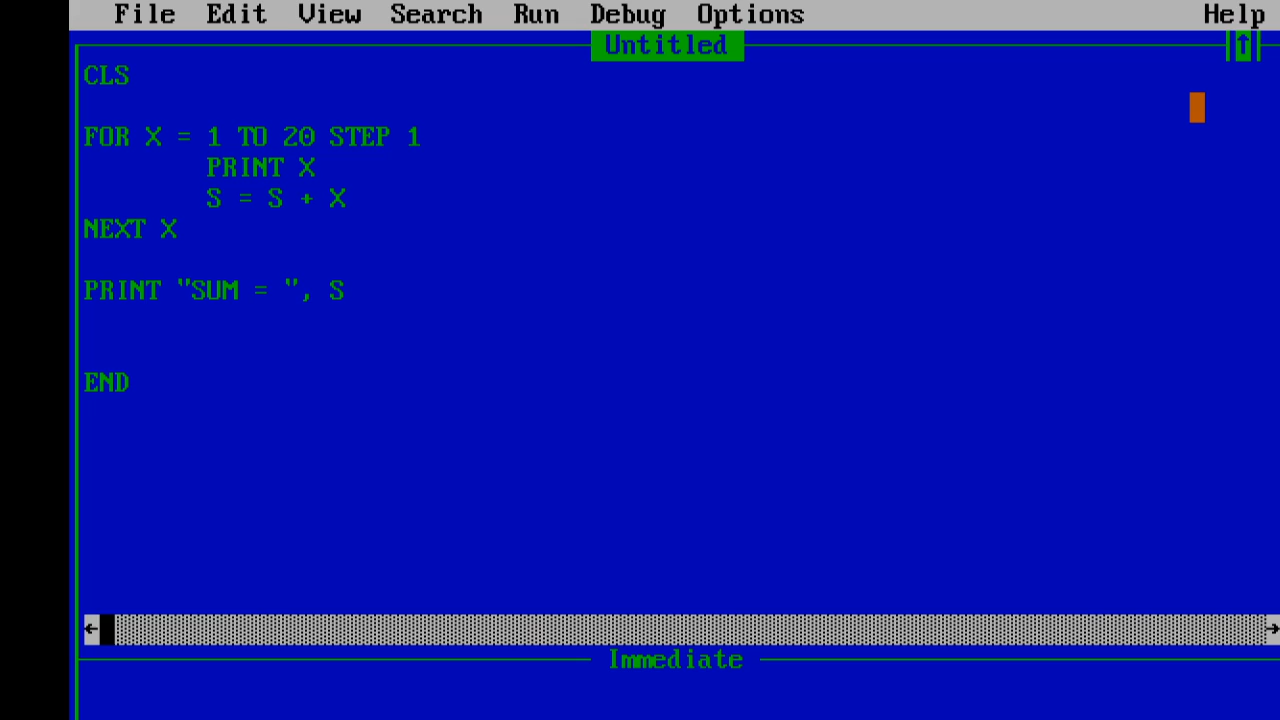 File Edit View Search Run Debug Options Help
Untitled ↑
CLS
FOR X = 1 TO 20 STEP 1
PRINT X
S = S + X
NEXT X
PRINT "SUM = ", S
END
Immediate